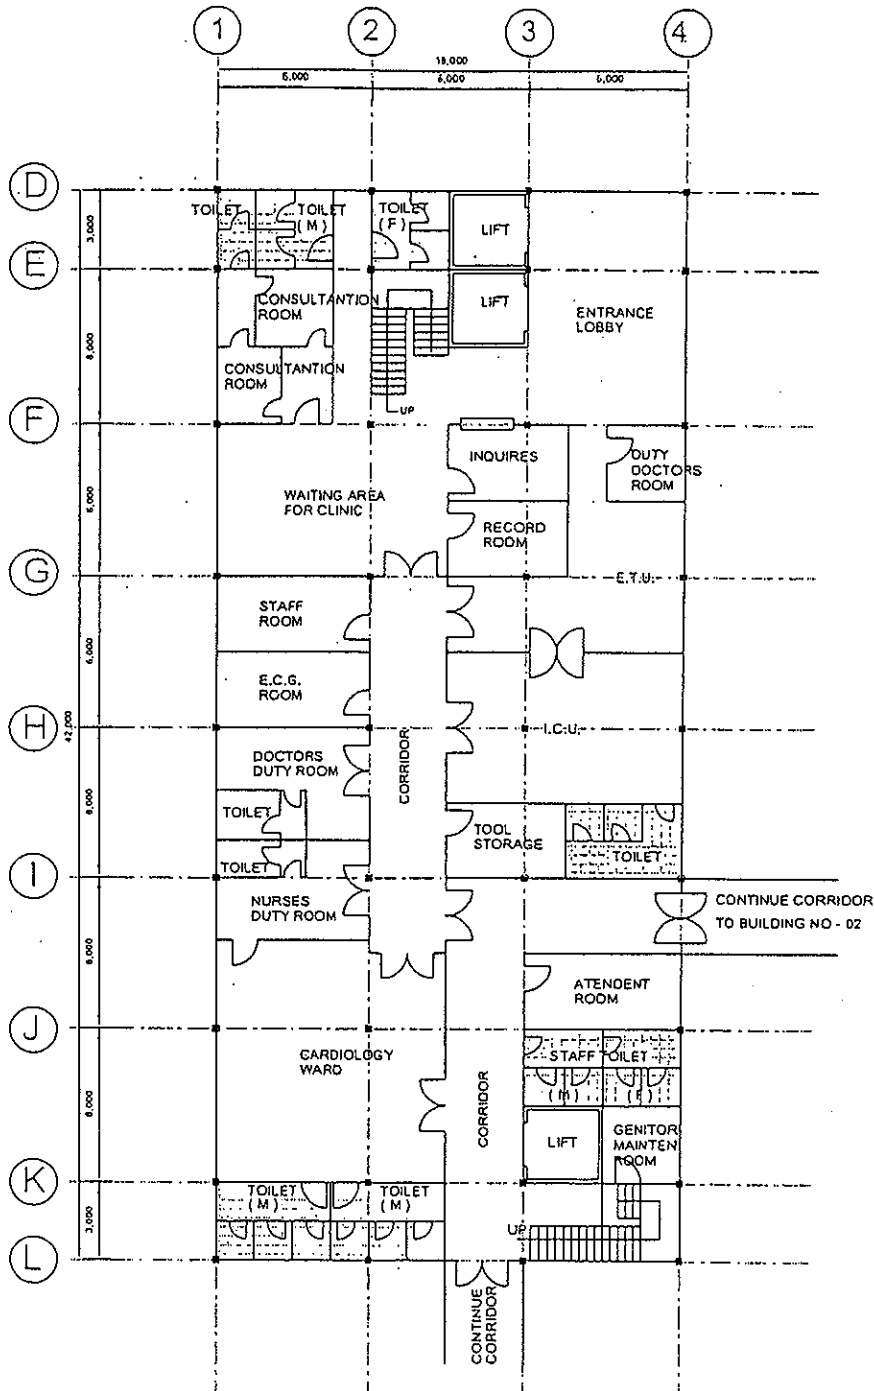 1
2
3
4
18,000
6,000
6,000
6,000
D
TOILET
TOILET
(M)
TOILET
(F)
LIFT
3,000
E
CONSULTANTION
ROOM
LIFT
ENTRANCE
LOBBY
6,000
CONSULTANTION
ROOM
UP
F
INQUIRES
DUTY
DOCTORS
ROOM
WAITING AREA
FOR CLINIC
6,000
RECORD
ROOM
G
E.T.U.
STAFF
ROOM
6,000
E.C.G.
ROOM
H
42,000
I.C.U.
CORRIDOR
DOCTORS
DUTY ROOM
6,000
TOILET
TOOL
STORAGE
TOILET
TOILET
I
NURSES
DUTY ROOM
CONTINUE CORRIDOR
TO BUILDING NO - 02
6,000
ATENDENT
ROOM
J
CARDIOLOGY
WARD
STAFF TOILET
(M)
(F)
6,000
CORRIDOR
LIFT
GENITOR
MAINTEN
ROOM
K
TOILET
(M)
TOILET
(M)
3,000
UP
L
CONTINUE
CORRIDOR